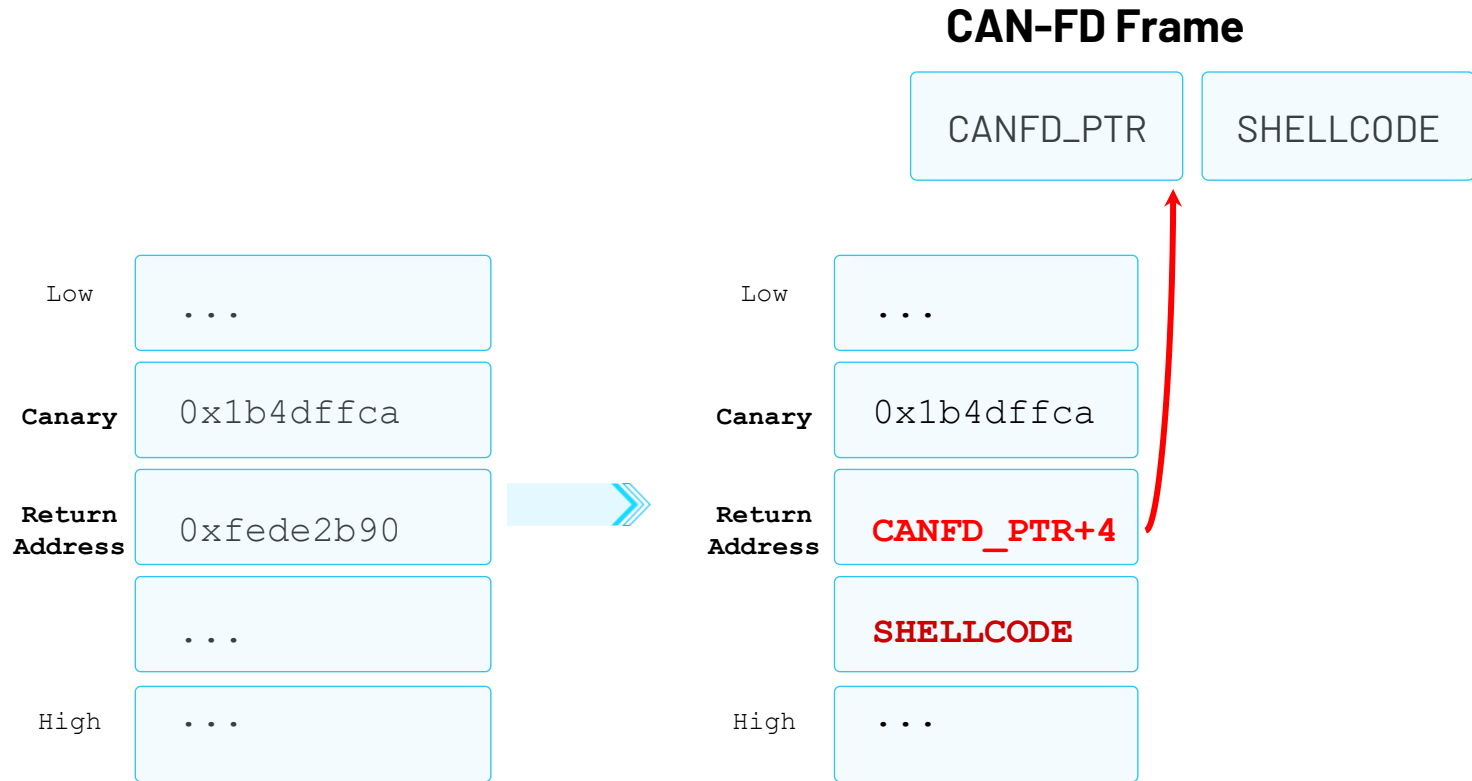 CAN-FD Frame
CANFD_PTR
SHELLCODE
Low
...
Canary
0x1b4dffca
Return
Address
0xfede2b90
...
High
...
Low
...
Canary
0x1b4dffca
Return
Address
CANFD_PTR+4
SHELLCODE
High
...